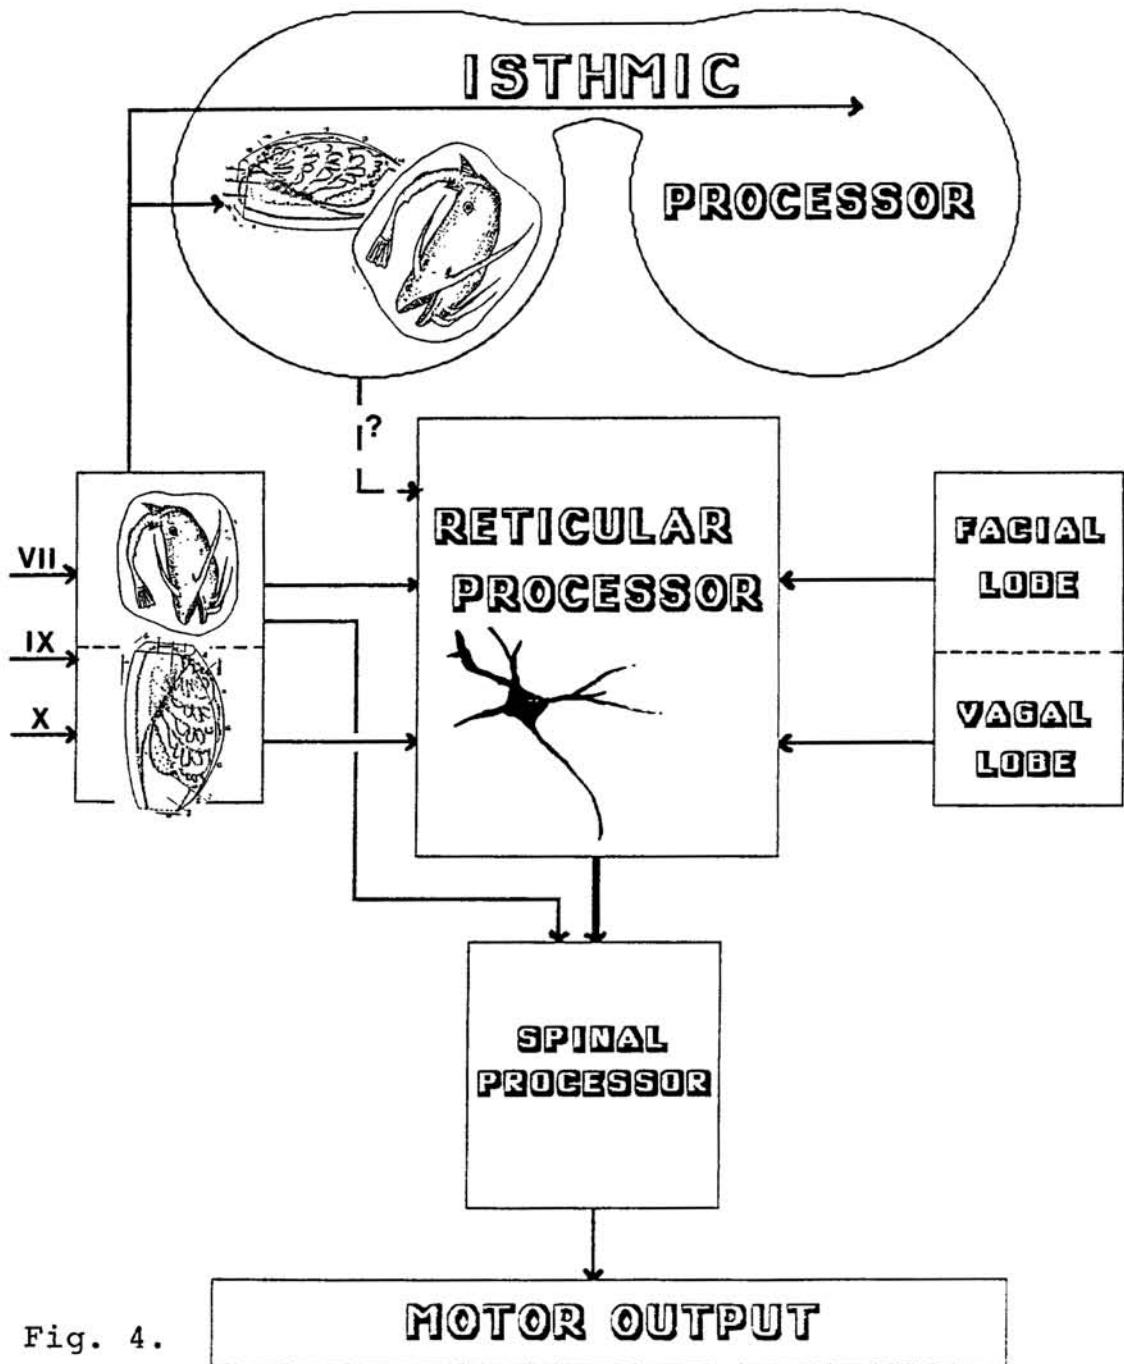 ISTHMIC
PROCESSOR
?
RETICULAR
PROCESSOR
FACIAL
LOBE
VII
IX
X
VAGAL
LOBE
SPINAL
PROCESSOR
MOTOR OUTPUT
Fig. 4.